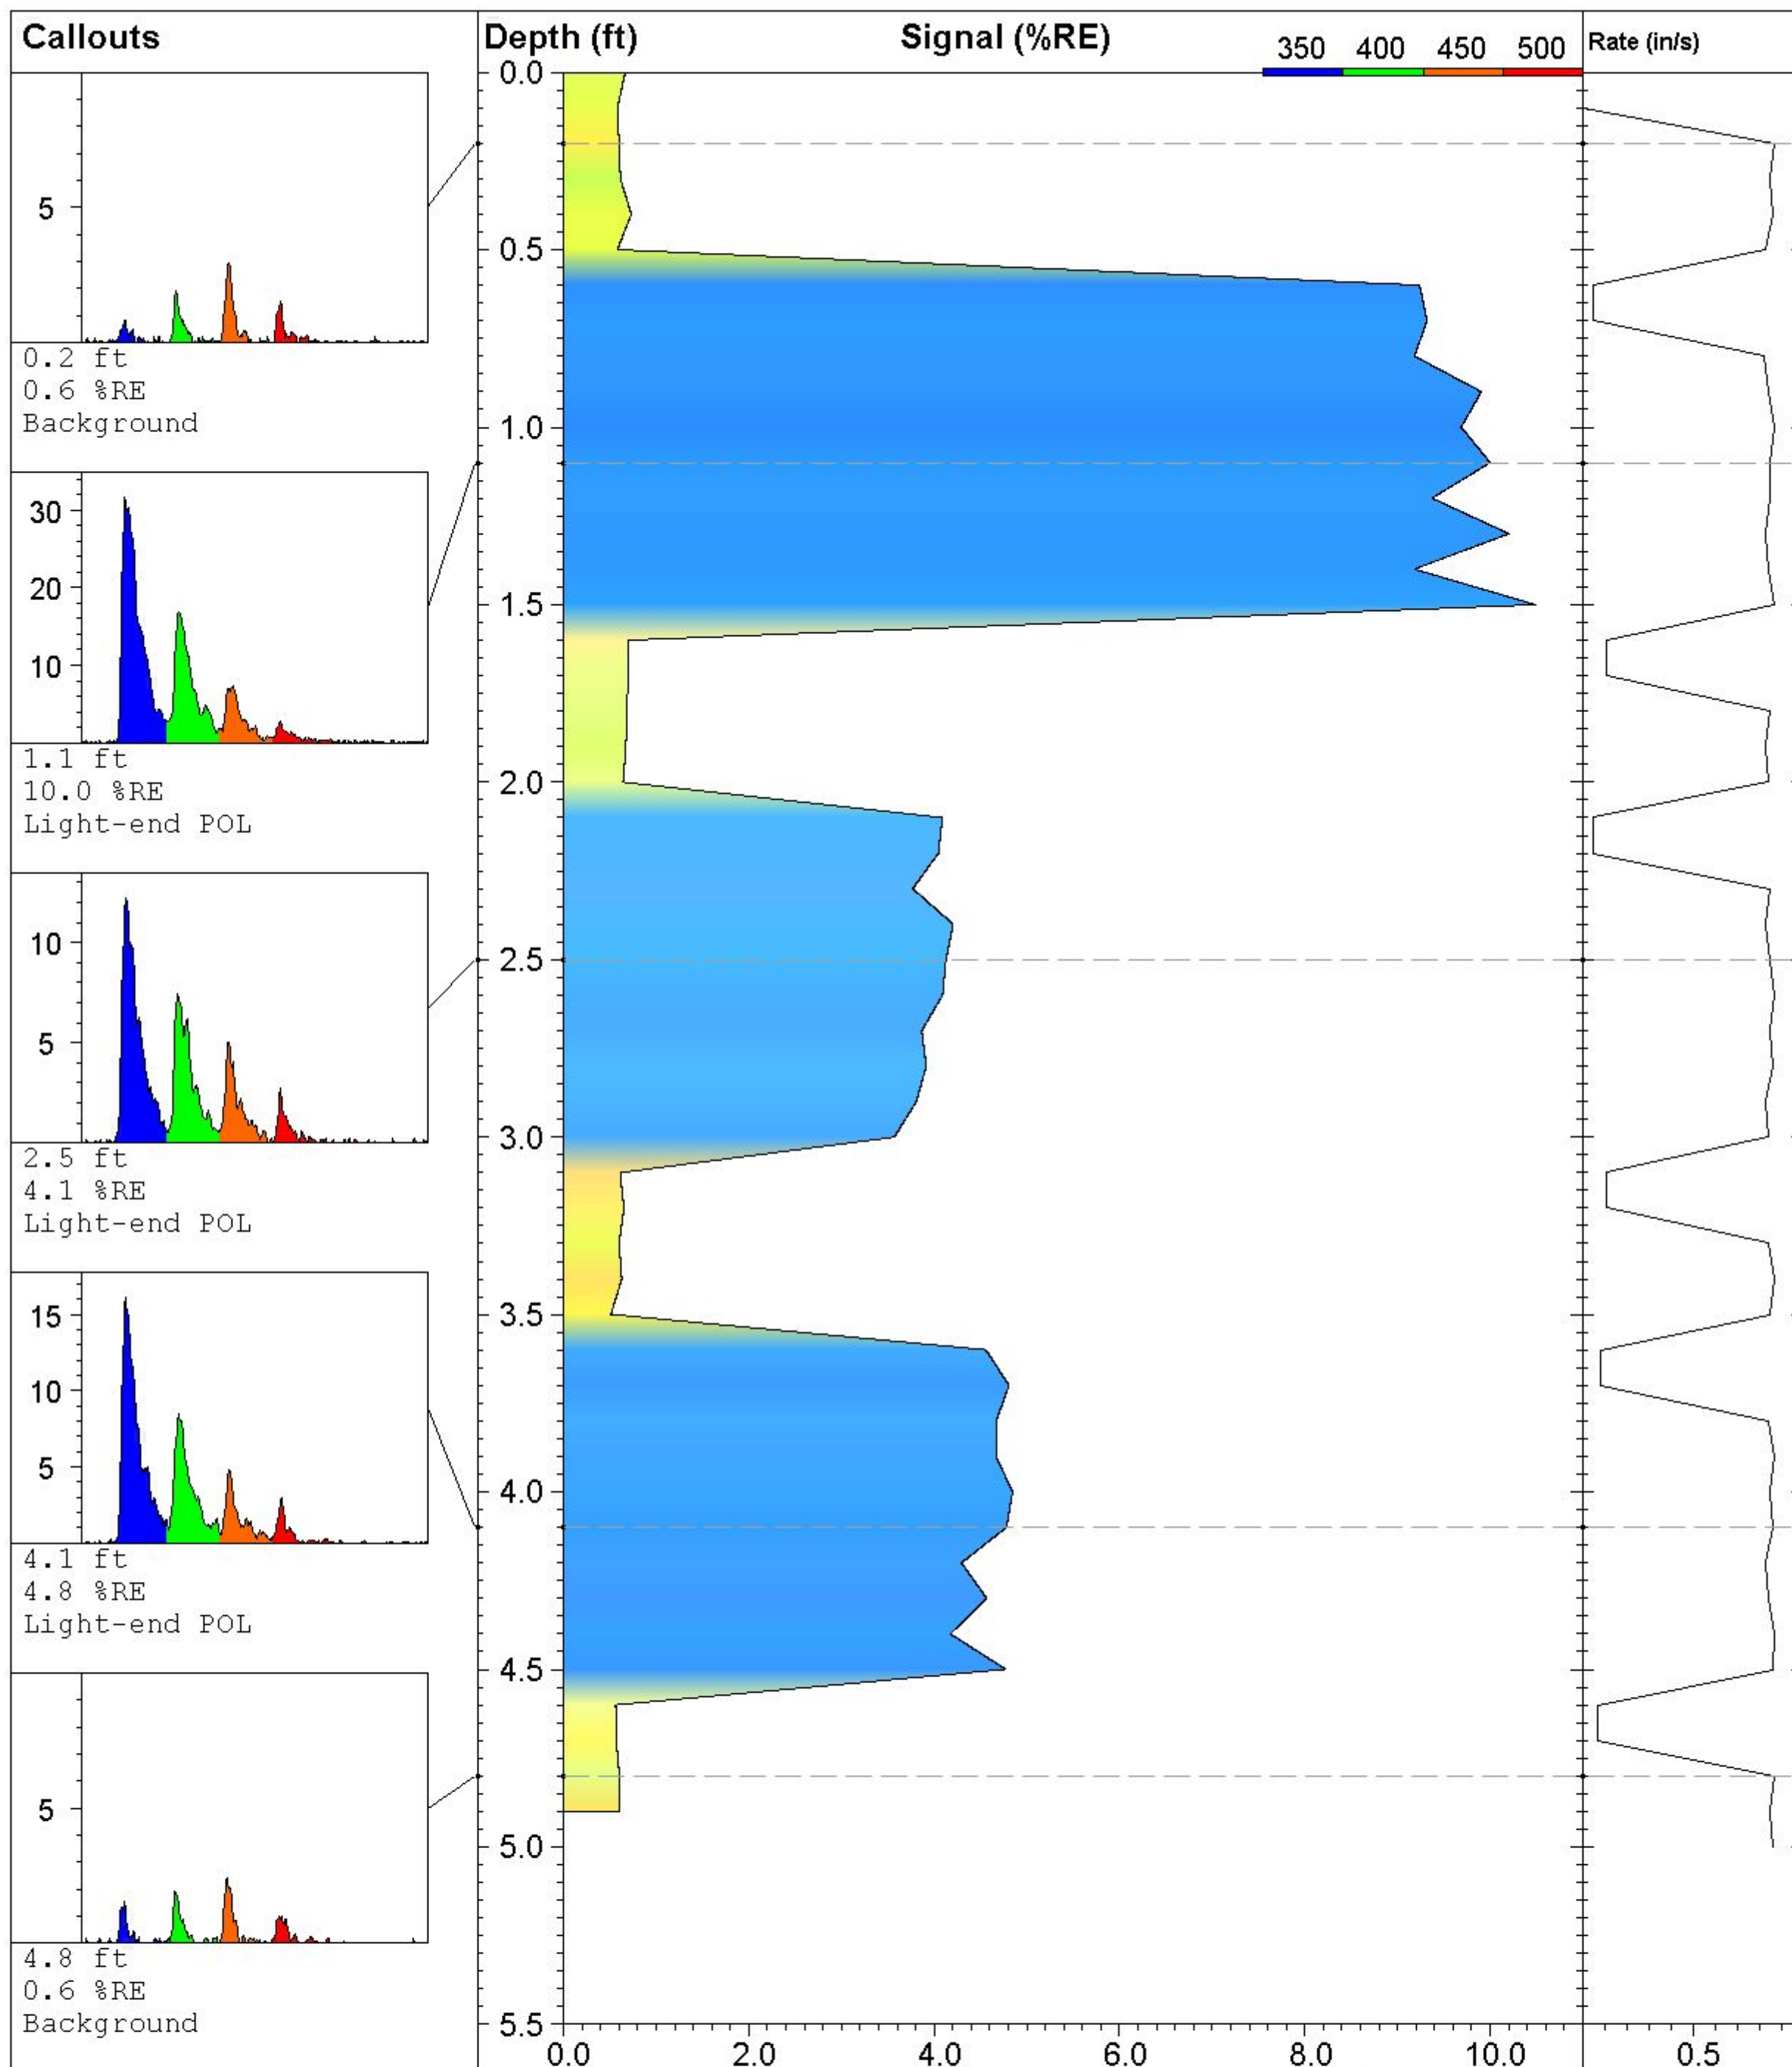 Callouts
Depth (ft)
Signal (%RE)
350 400 450 500
Rate (in/s)
5
0.2 ft
0.6 %RE
Background
30
20
10
1.1 ft
10.0 %RE
Light-end POL
10
5
2.5 ft
4.1 %RE
Light-end POL
15
10
5
4.1 ft
4.8 %RE
Light-end POL
5
4.8 ft
0.6 %RE
Background
0.0
0.5
1.0
1.5
2.0
2.5
3.0
3.5
4.0
4.5
5.0
5.5
0.0 2.0 4.0 6.0 8.0 10.0
0.5